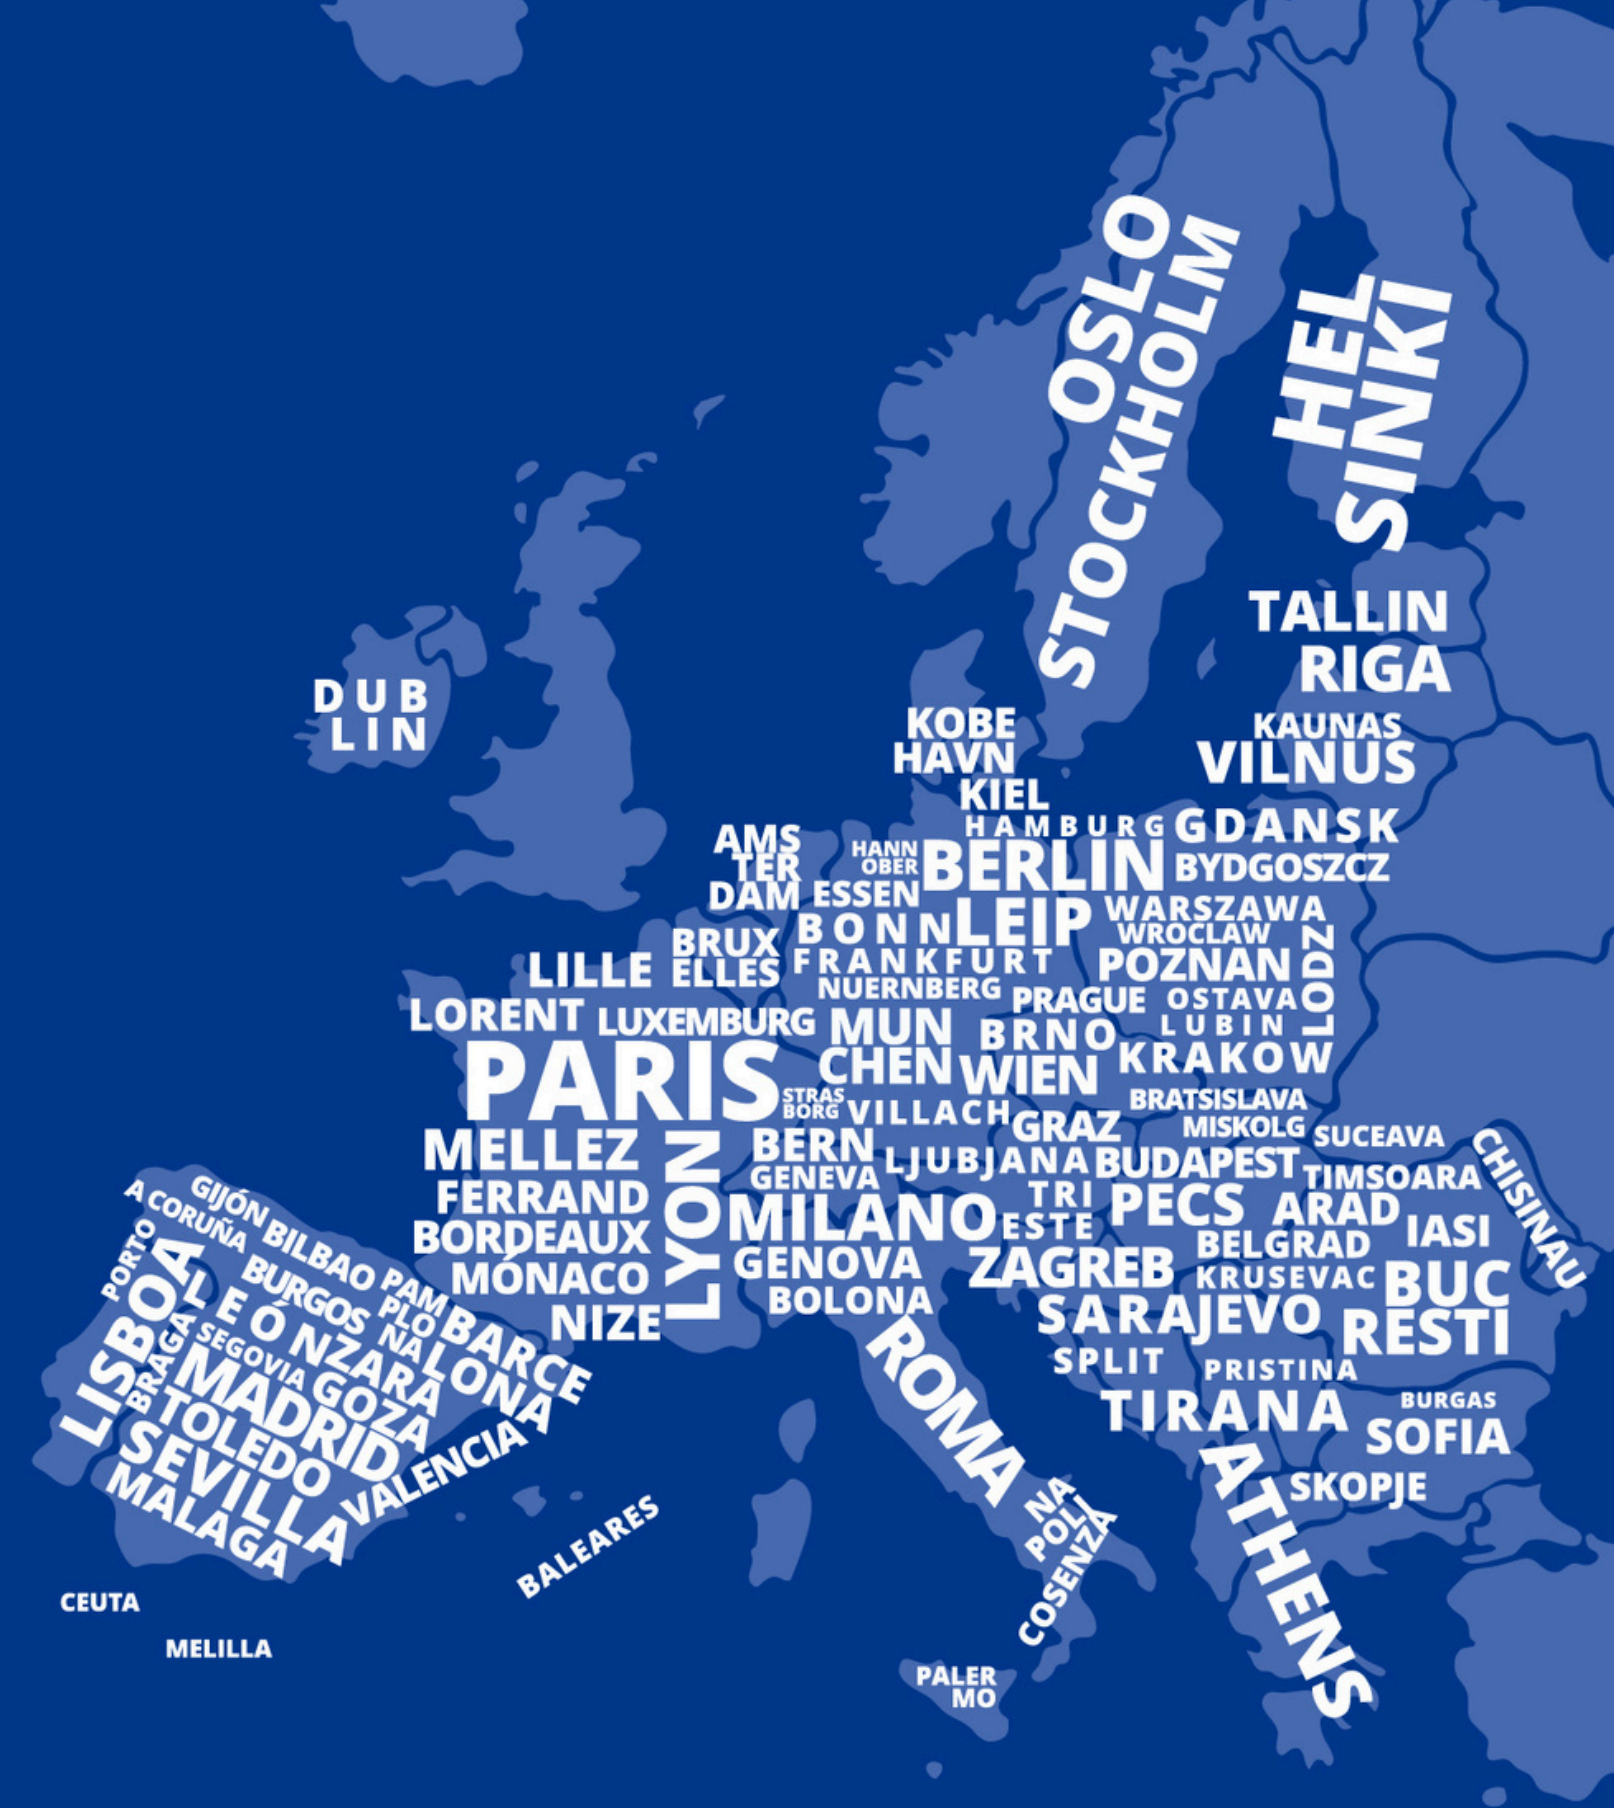 OSLO
STOCKHOLM
HEL
SINKI
TALLIN
RIGA
DUB
LIN
KOBE
HAVN
KAUNAS
VILNUS
KIEL
HAMBURG
GDANSK
AMS
TER
DAM
HANN
OBER
BERLIN
BYDGOSZCZ
ESSEN
BONN
LEIP
WARSZAWA
WROCLAW
LODZ
BRUX
ELLES
LILLE
FRANKFURT
POZNAN
NUERNBERG
PRAGUE
OSTAVA
LORENT
LUXEMBURG
MUN
CHEN
BRNO
LUBIN
KRAKOW
PARIS
WIEN
STRAS
BORG
VILLACH
GRAZ
BRATSISLAVA
MISKOLG
SUCEAVA
CHISINAU
MELLEZ
LYON
BERN
LJUBJANA
BUDAPEST
TIMSOARA
GENEVA
FERRAND
MILANO
TRI
ESTE
PECS
ARAD
IASI
BORDEAUX
GENOVA
ZAGREB
BELGRAD
KRUSEVAC
BUC
RESTI
MÓNACO
BOLONA
SARAJEVO
NIZE
ROMA
SPLIT
PRISTINA
TIRANA
BURGAS
SOFIA
ATHENS
SKOPJE
NA
POLI
COSENZA
PALER
MO
A CORUÑA
GIJÓN
BILBAO
PORTO
LISBOA
BRAGA
LEÓN
BURGOS
PAM
PLO
NA
BARCE
LONA
ZARA
GOZA
SEGOVIA
MADRID
TOLEDO
SEVILLA
MALAGA
VALENCIA
BALEARES
CEUTA
MELILLA